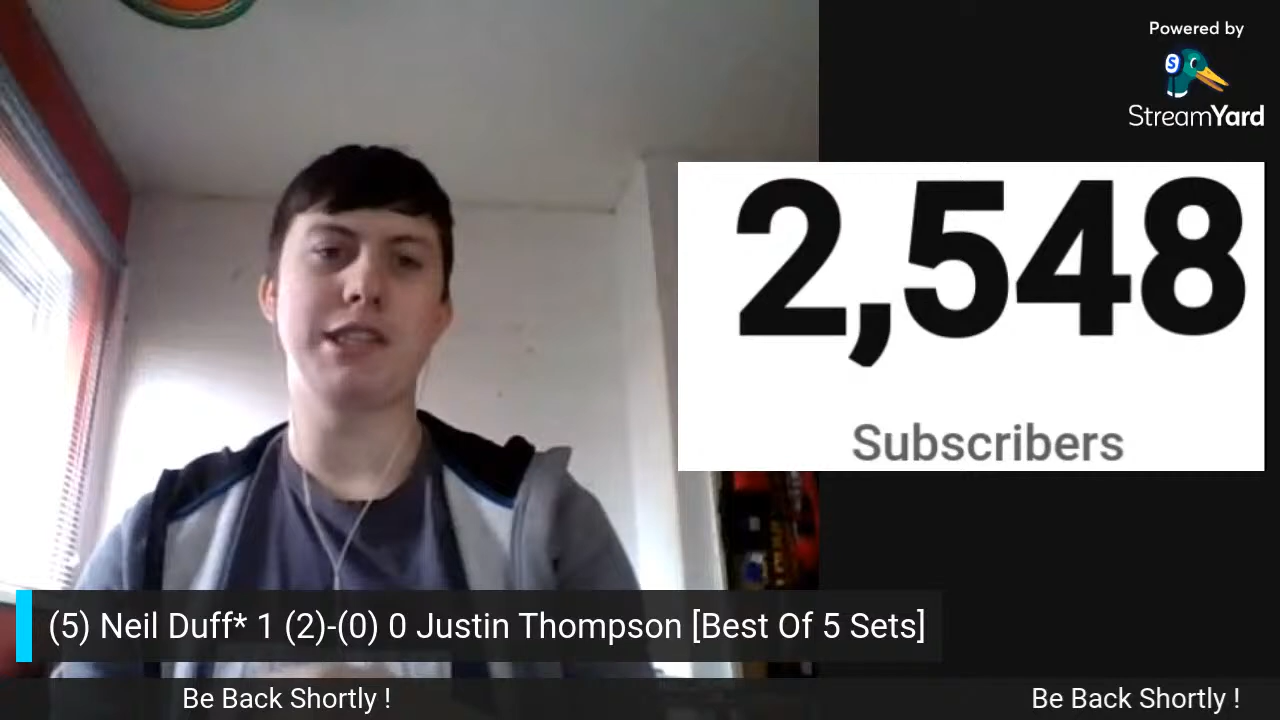 Powered by
S
StreamYard
2,548
Subscribers
(5) Neil Duff* 1 (2)-(0) 0 Justin Thompson [Best Of 5 Sets]
Be Back Shortly ! Be Back Shortly !